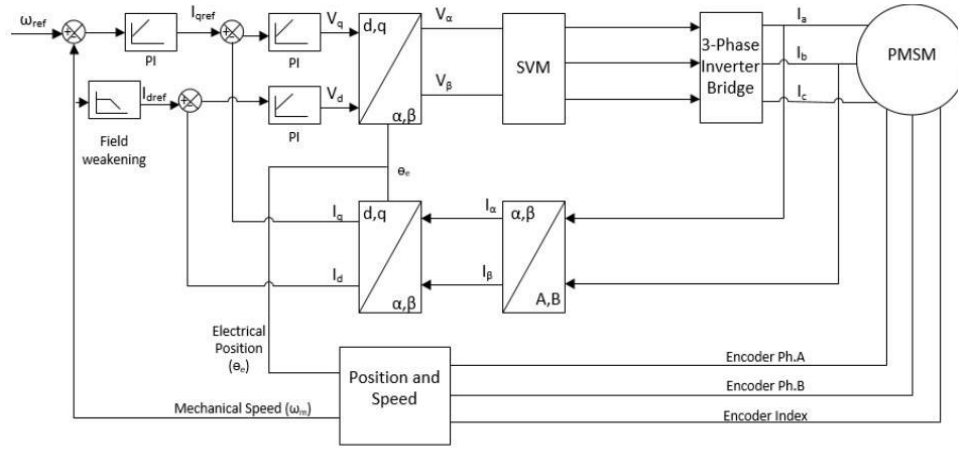 ωref
Iqref
PI
PI
Vq
d,q
Vα
Vβ
SVM
3-Phase
Inverter
Bridge
Ia
Ib
Ic
PMSM
Idref
Field
weakening
PI
Vd
α,β
θe
Iq
d,q
Iα
α,β
Id
α,β
Iβ
A,B
Electrical
Position
(θe)
Position and
Speed
Encoder Ph.A
Encoder Ph.B
Encoder Index
Mechanical Speed (ωm)